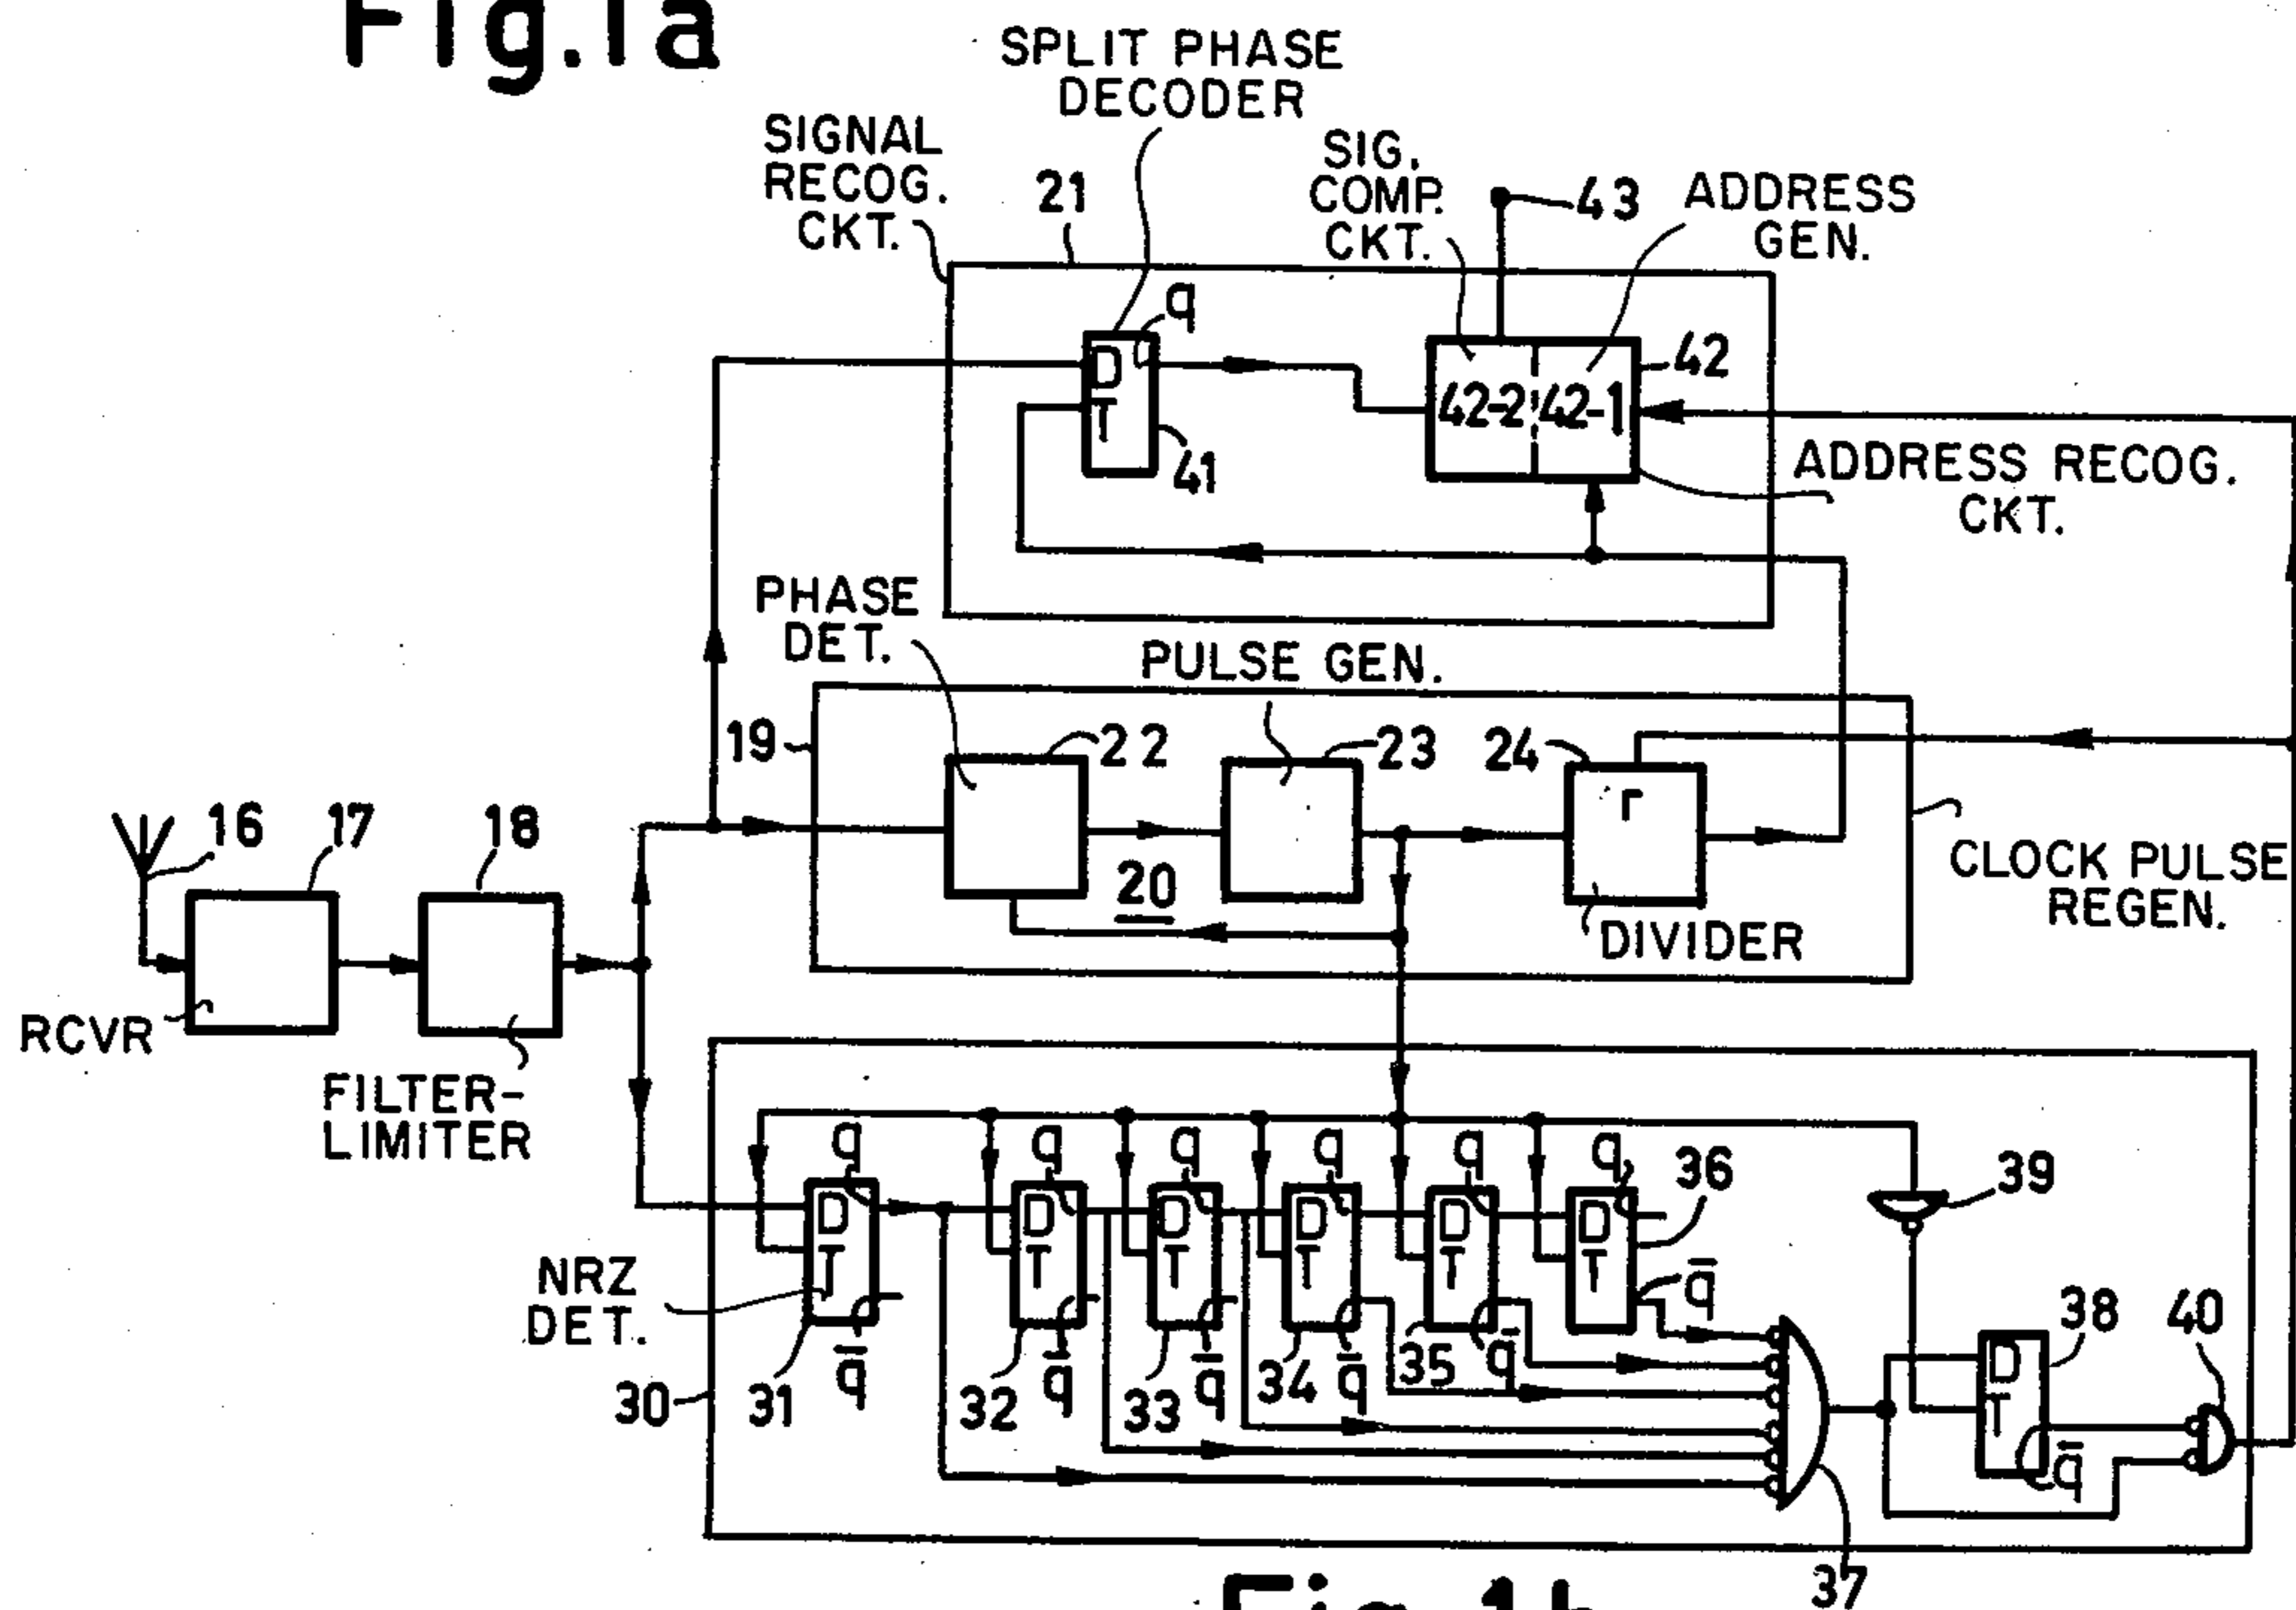 Fig.1a
SPLIT PHASE
DECODER
SIGNAL
RECOG.
CKT.
21
SIG.
COMP.
CKT.
43
ADDRESS
GEN.
q
D
T
41
42-2
42-1
42
ADDRESS RECOG.
CKT.
PHASE
DET.
PULSE GEN.
19
22
23
24
r
20
DIVIDER
CLOCK PULSE
REGEN.
16
17
18
RCVR
FILTER-
LIMITER
q
q
q
q
q
q
36
39
D
D
D
D
D
D
T
T
T
T
T
T
NRZ
DET.
q̅
38
40
D
T
q̅
30
31
q̅
32
q̅
33
q̅
34
q̅
35
q̅
37
Fig.1b